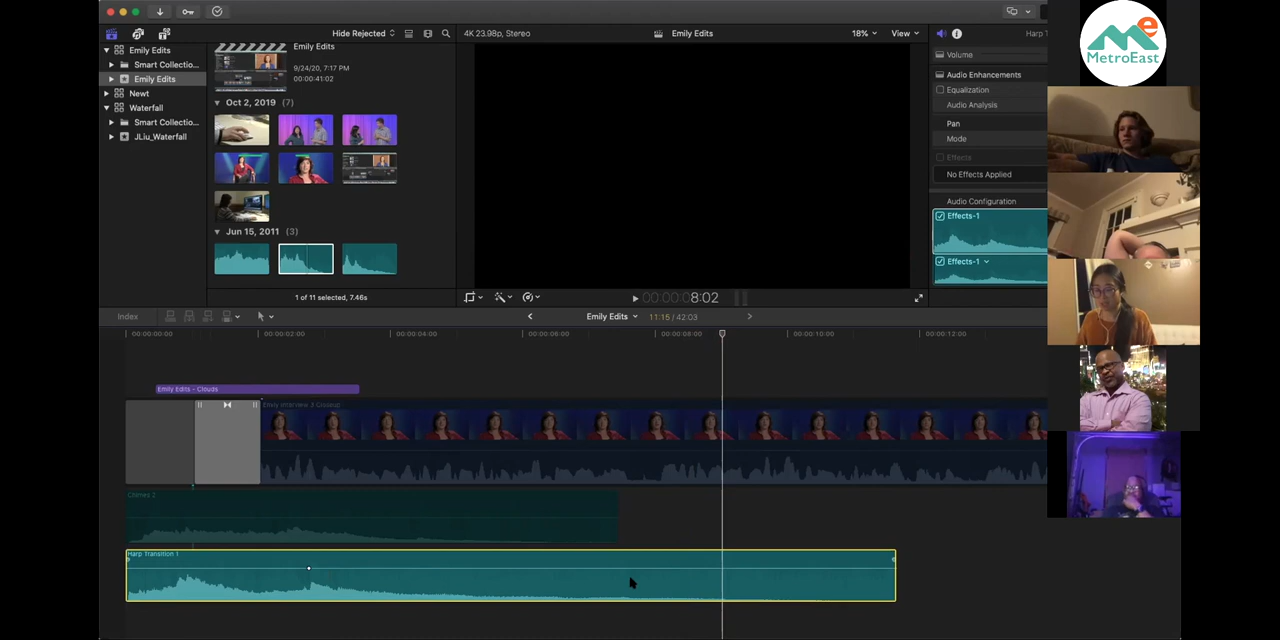 Hide Rejected
4K 23.98p, Stereo
Emily Edits
18%
View
Harp T
Emily Edits
Smart Collectio...
Emily Edits
Newt
Waterfall
Smart Collectio...
JLiu_Waterfall
Emily Edits
9/24/20, 7:17 PM
00:00:41:02
Oct 2, 2019 (7)
Jun 15, 2011 (3)
1 of 11 selected, 7.46s
00:00:00:08:02
Volume
Audio Enhancements
Equalization
Audio Analysis
Pan
Mode
Effects
No Effects Applied
Audio Configuration
Effects-1
Effects-1
e
MetroEast
Index
Emily Edits
11:15 / 42:03
00:00:00:00
00:00:02:00
00:00:04:00
00:00:06:00
00:00:08:00
00:00:10:00
00:00:12:00
Emily Edits - Clouds
Emily Interview 3 Closeup
Chimes 2
Harp Transition 1